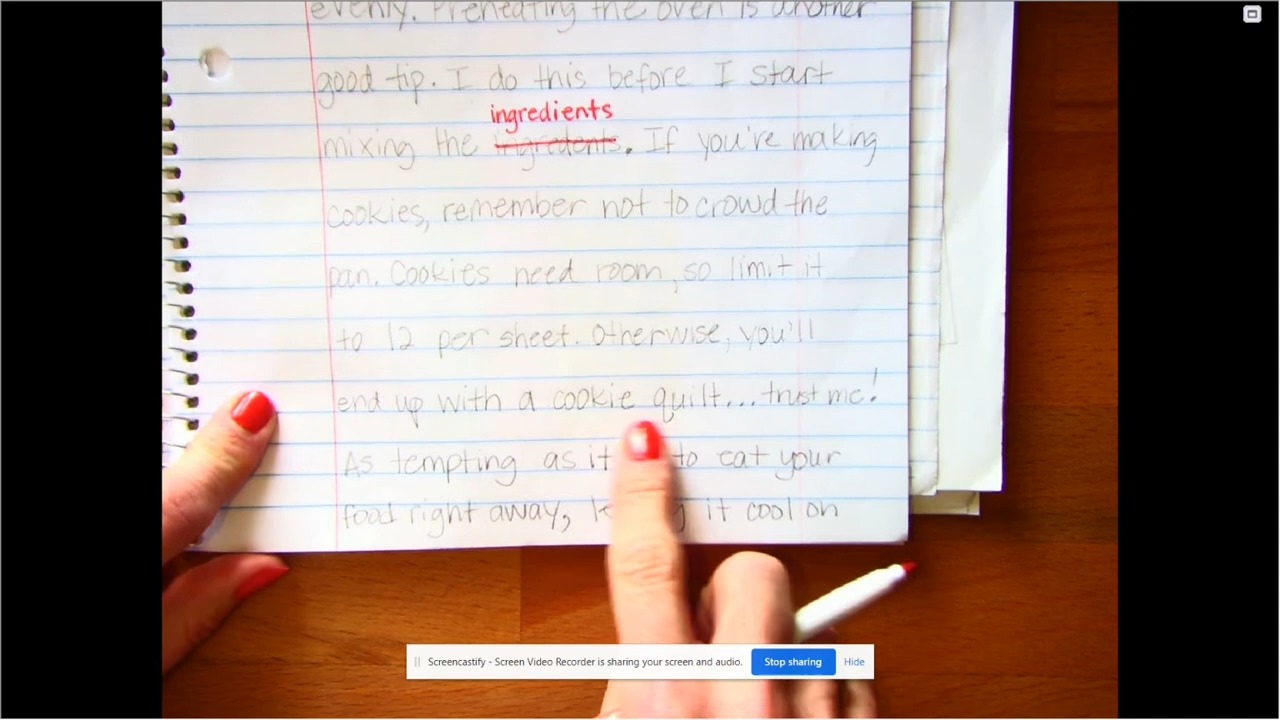 evenly. Preheating the oven is another
good tip. I do this before I start
ingredients
mixing the ingredents. If you're making
cookies, remember not to crowd the
pan. Cookies need room, so limit it
to 12 per sheet. Otherwise, you'll
end up with a cookie quilt... trust me!
As tempting as it to eat your
food right away, it cool on
Screencastify - Screen Video Recorder is sharing your screen and audio. Stop sharing Hide